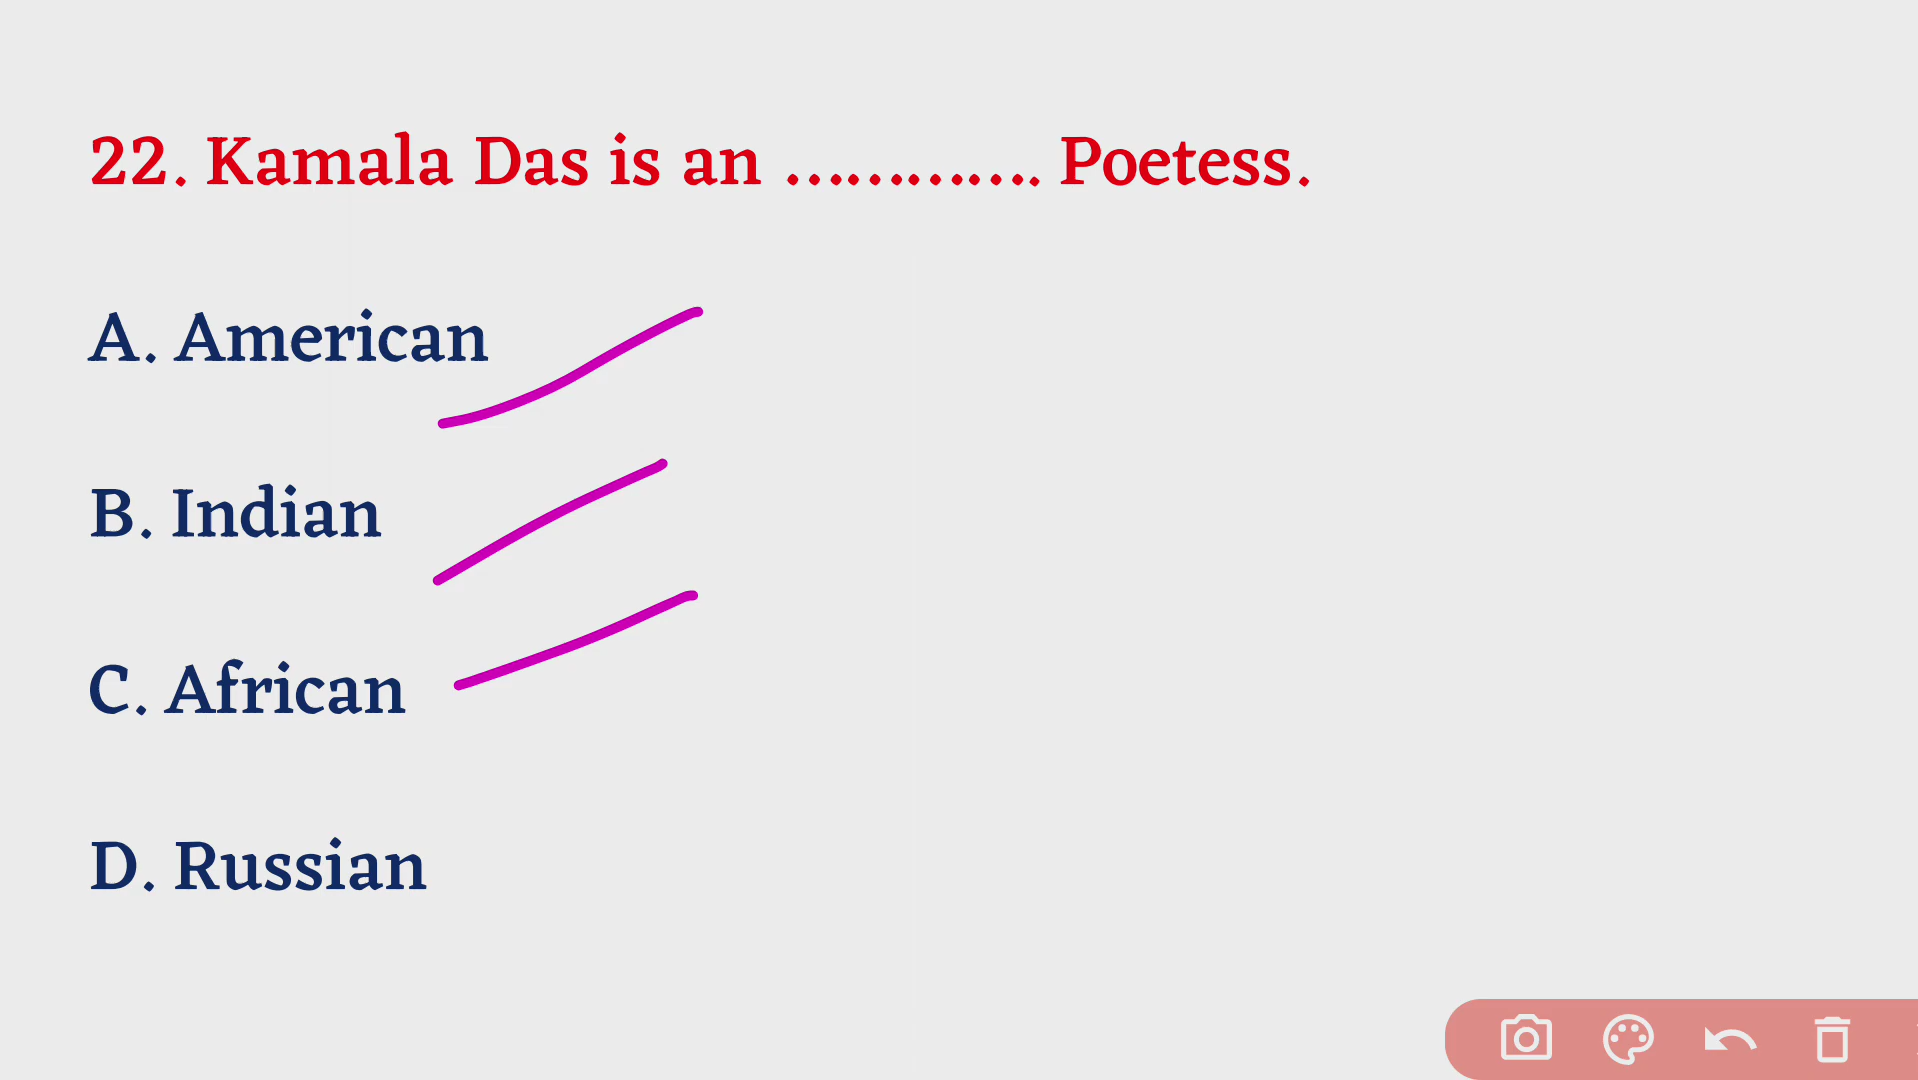 22. Kamala Das is an ............. Poetess.
A. American
B. Indian
C. African
D. Russian